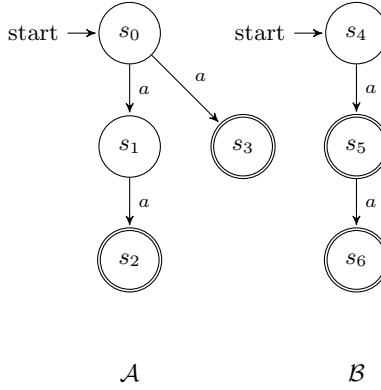 start s₀ start s₄
a a a
s₁ s₃ s₅
a a
s₂ s₆
𝒜 ℬ